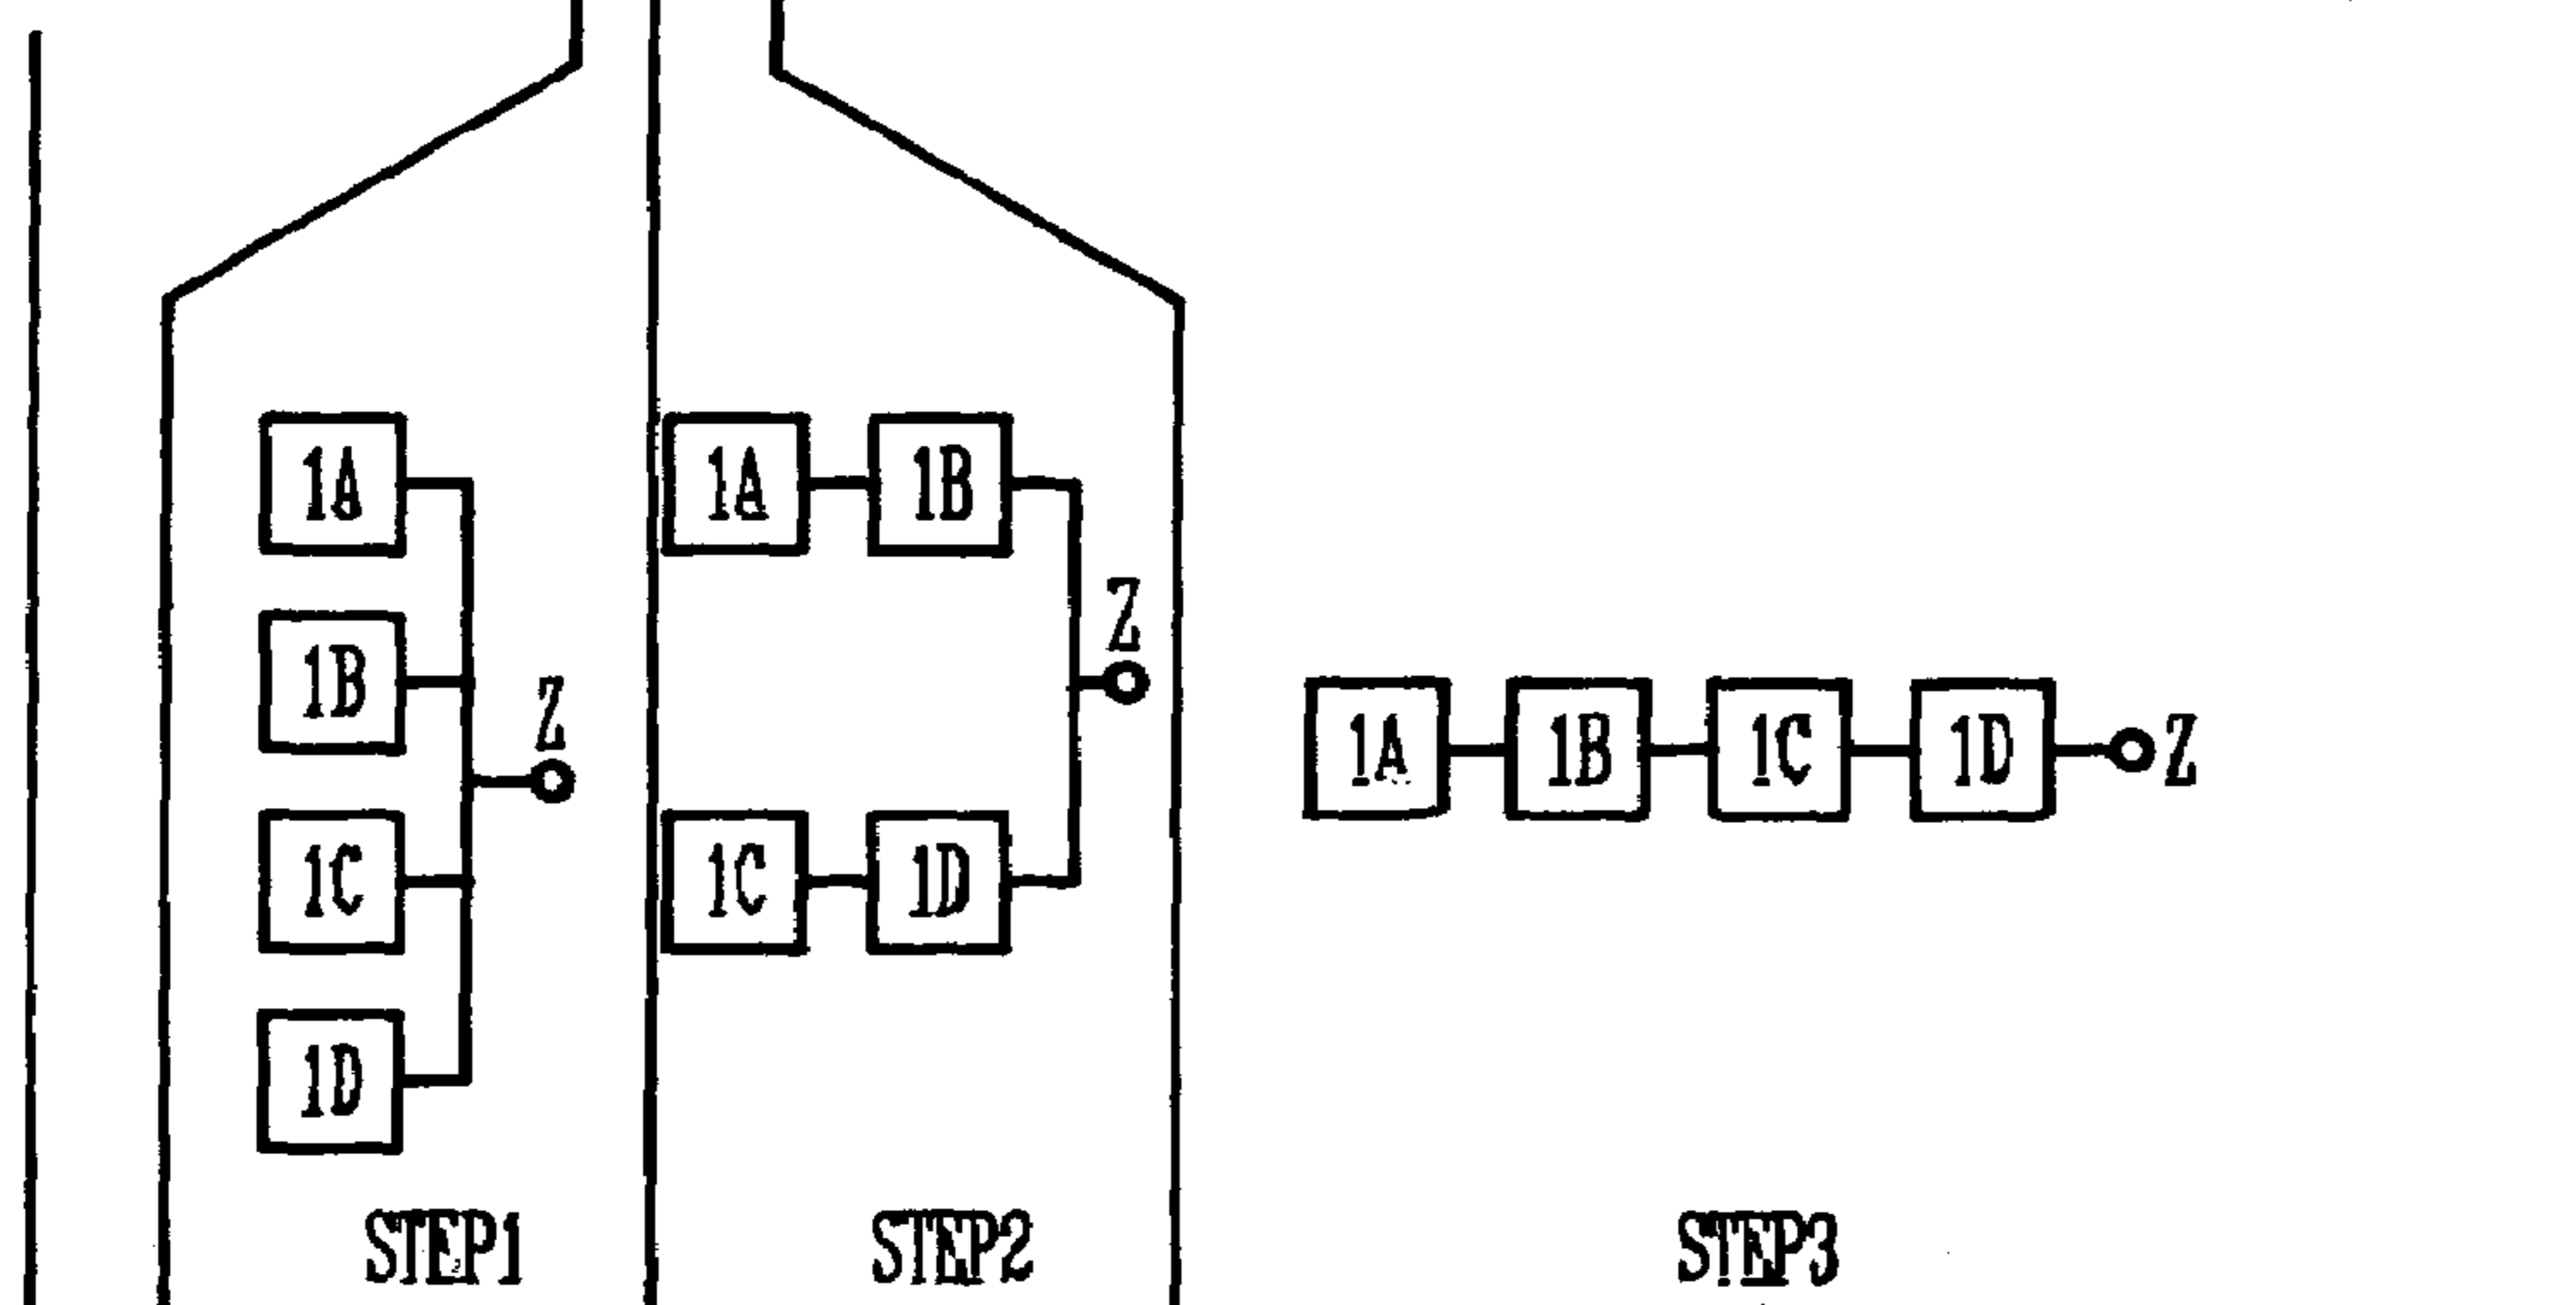 1A
1B
Z
1C
1D
STEP1
1A 1B
Z
1C 1D
STEP2
1A 1B 1C 1D Z
STEP3